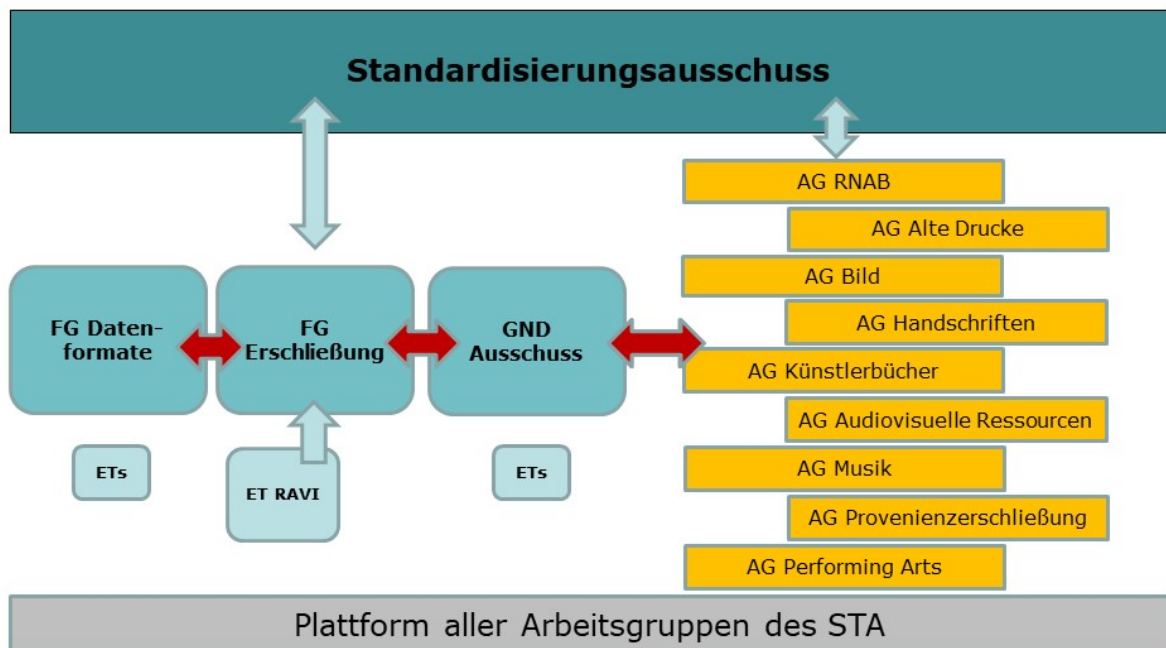 Standardisierungsausschuss
AG RNAB
AG Alte Drucke
AG Bild
AG Handschriften
AG Künstlerbücher
AG Audiovisuelle Ressourcen
AG Musik
AG Provenienzerschließung
AG Performing Arts
FG Daten-
formate
FG
Erschließung
GND
Ausschuss
ETs
ET RAVI
ETs
Plattform aller Arbeitsgruppen des STA